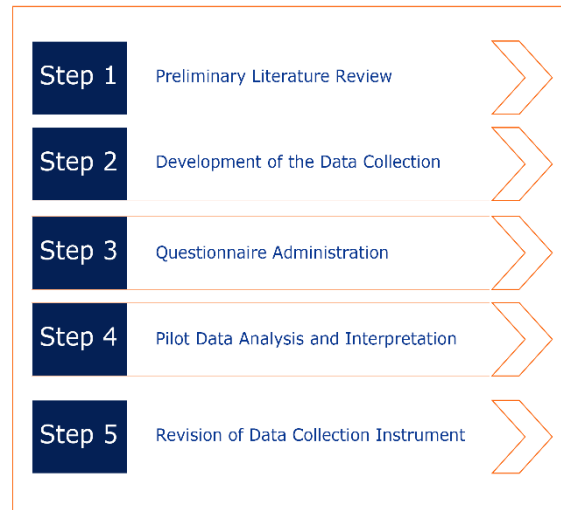 Step 1 Preliminary Literature Review
Step 2 Development of the Data Collection
Step 3 Questionnaire Administration
Step 4 Pilot Data Analysis and Interpretation
Step 5 Revision of Data Collection Instrument